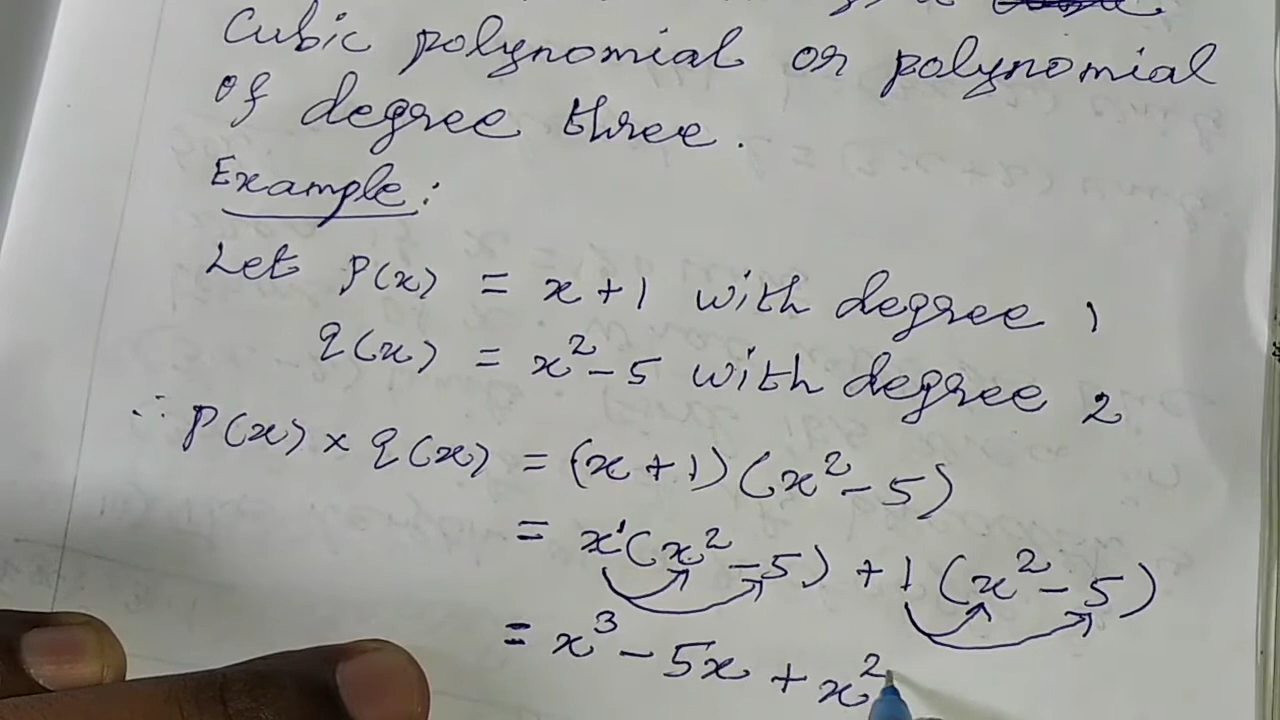 Cubic polynomial or polynomial
of degree three.
Example:
Let p(x) = x+1 with degree 1
q(x) = x²-5 with degree 2
∴ p(x) × q(x) = (x+1)(x²-5)
= x¹(x²-5) + 1(x²-5)
= x³ - 5x + x²